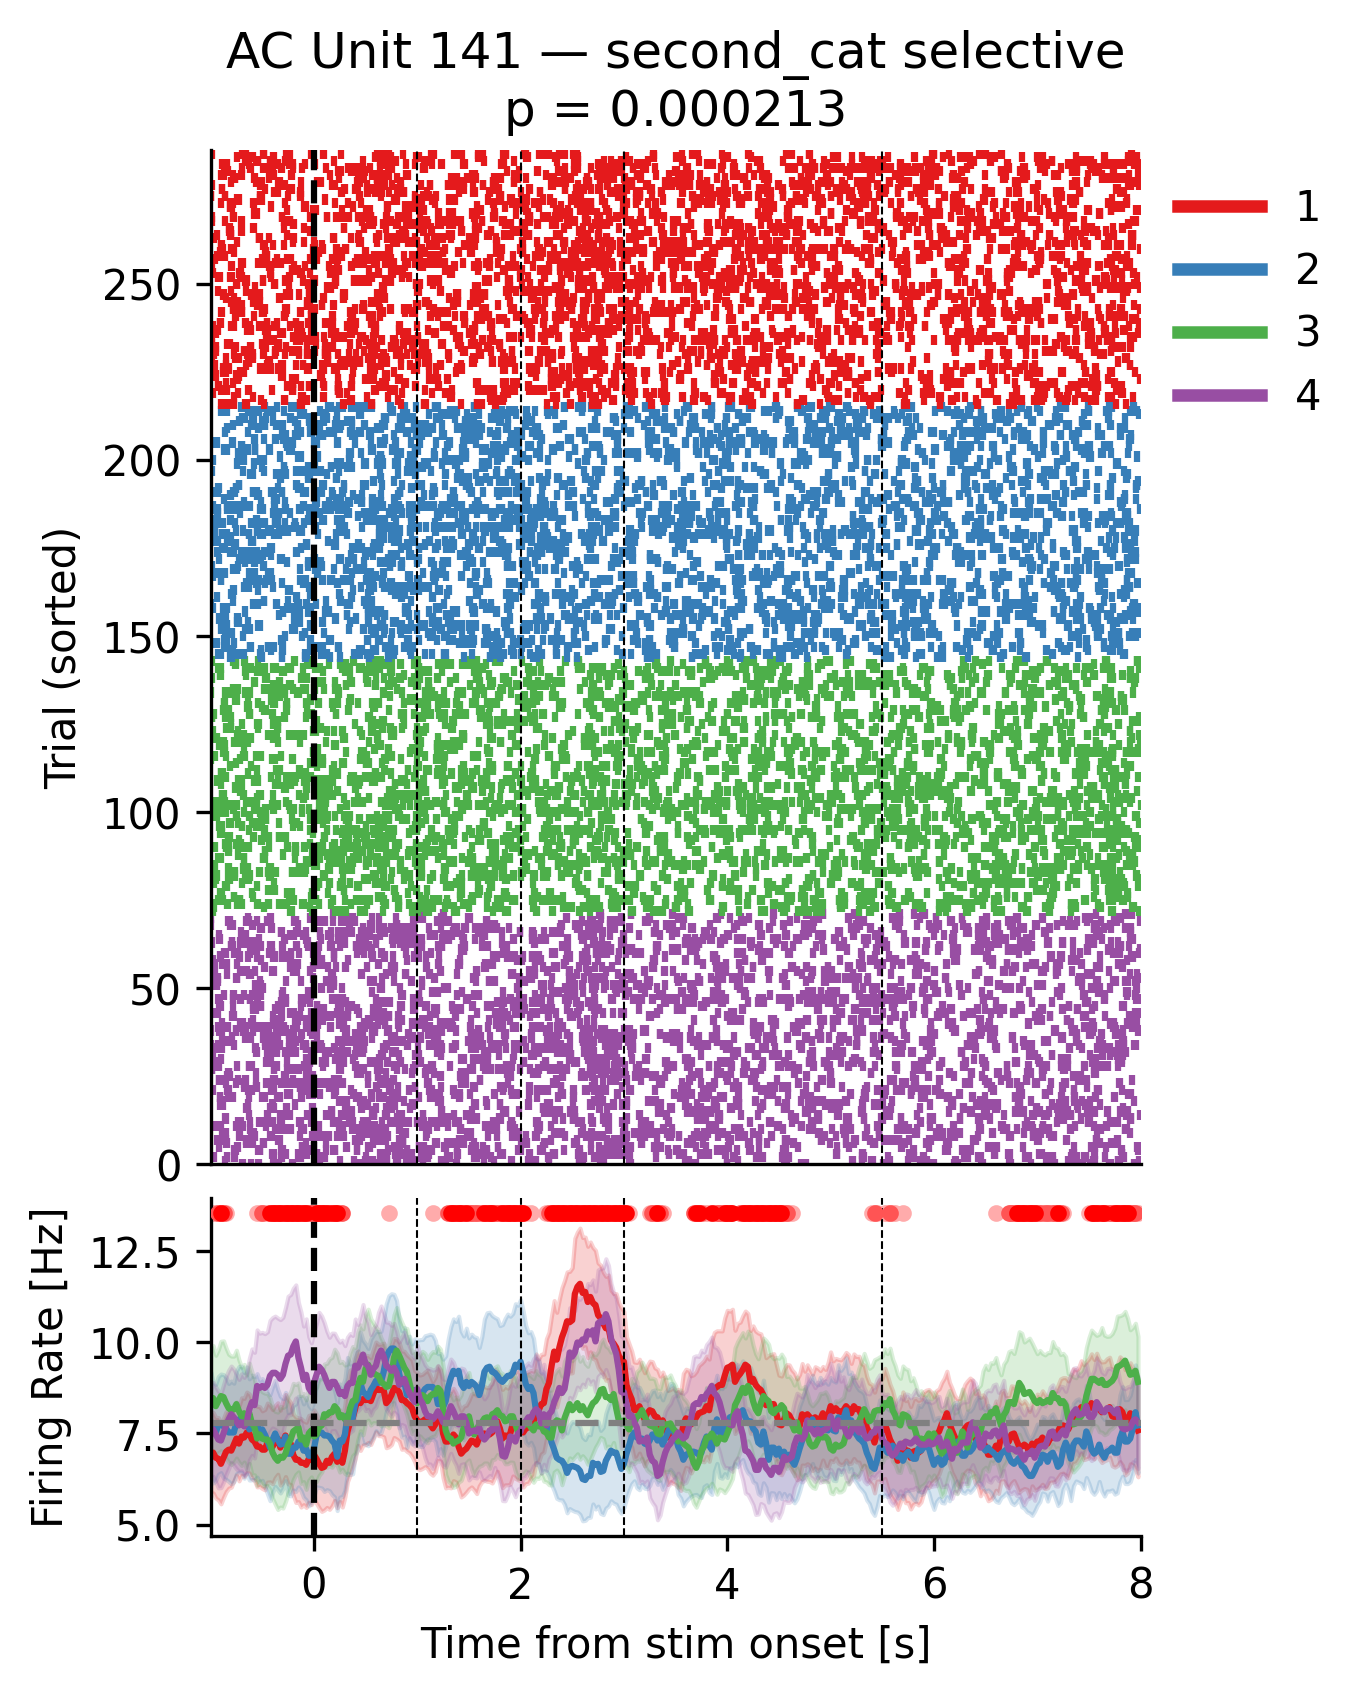 AC Unit 141 — second_cat selective
p = 0.000213
1
2
3
4
250
200
150
100
50
0
Trial (sorted)
12.5
10.0
7.5
5.0
Firing Rate [Hz]
0 2 4 6 8
Time from stim onset [s]